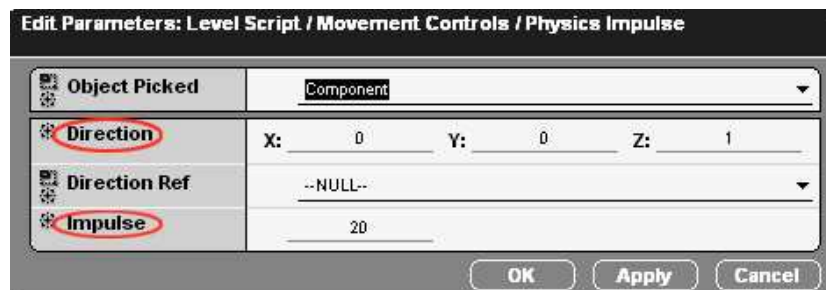 Edit Parameters: Level Script / Movement Controls / Physics Impulse
Object Picked Component
Direction X: 0 Y: 0 Z: 1
Direction Ref --NULL--
Impulse 20
OK Apply Cancel